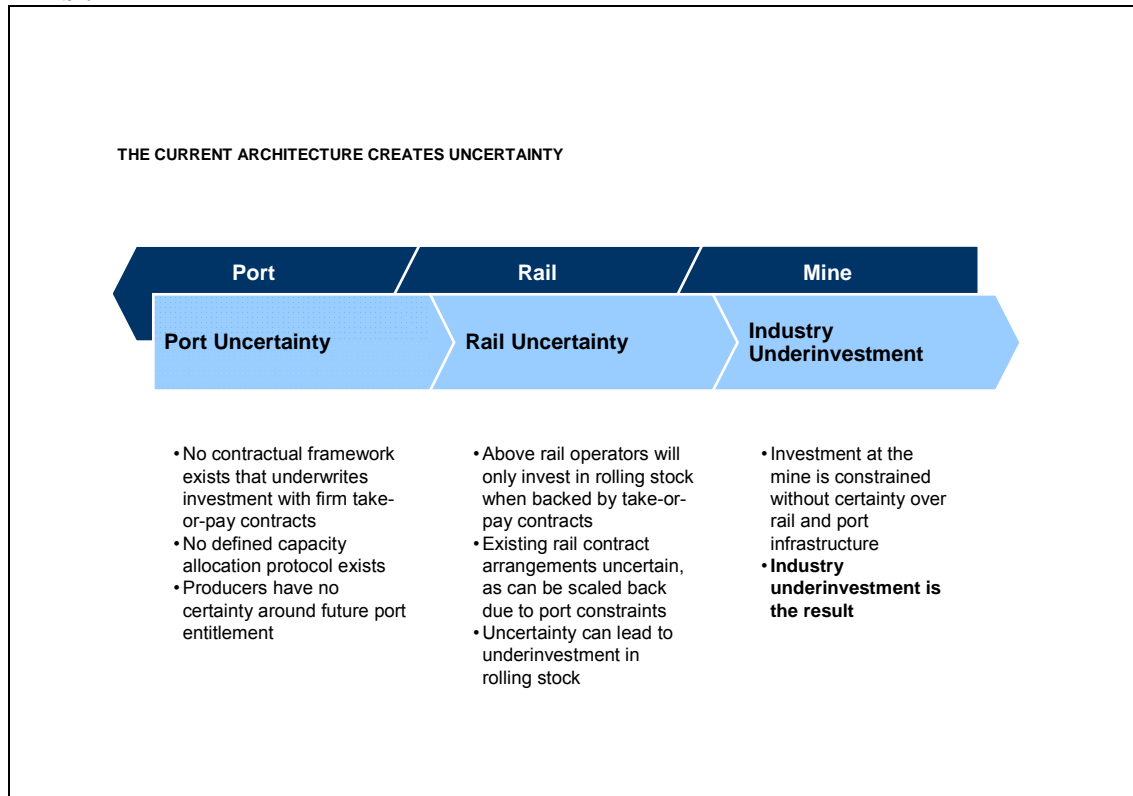 THE CURRENT ARCHITECTURE CREATES UNCERTAINTY
Port
Rail
Mine
Port Uncertainty
Rail Uncertainty
Industry
Underinvestment
• No contractual framework
exists that underwrites
investment with firm take-
or-pay contracts
• No defined capacity
allocation protocol exists
• Producers have no
certainty around future port
entitlement
• Above rail operators will
only invest in rolling stock
when backed by take-or-
pay contracts
• Existing rail contract
arrangements uncertain,
as can be scaled back
due to port constraints
• Uncertainty can lead to
underinvestment in
rolling stock
• Investment at the
mine is constrained
without certainty over
rail and port
infrastructure
• Industry
underinvestment is
the result